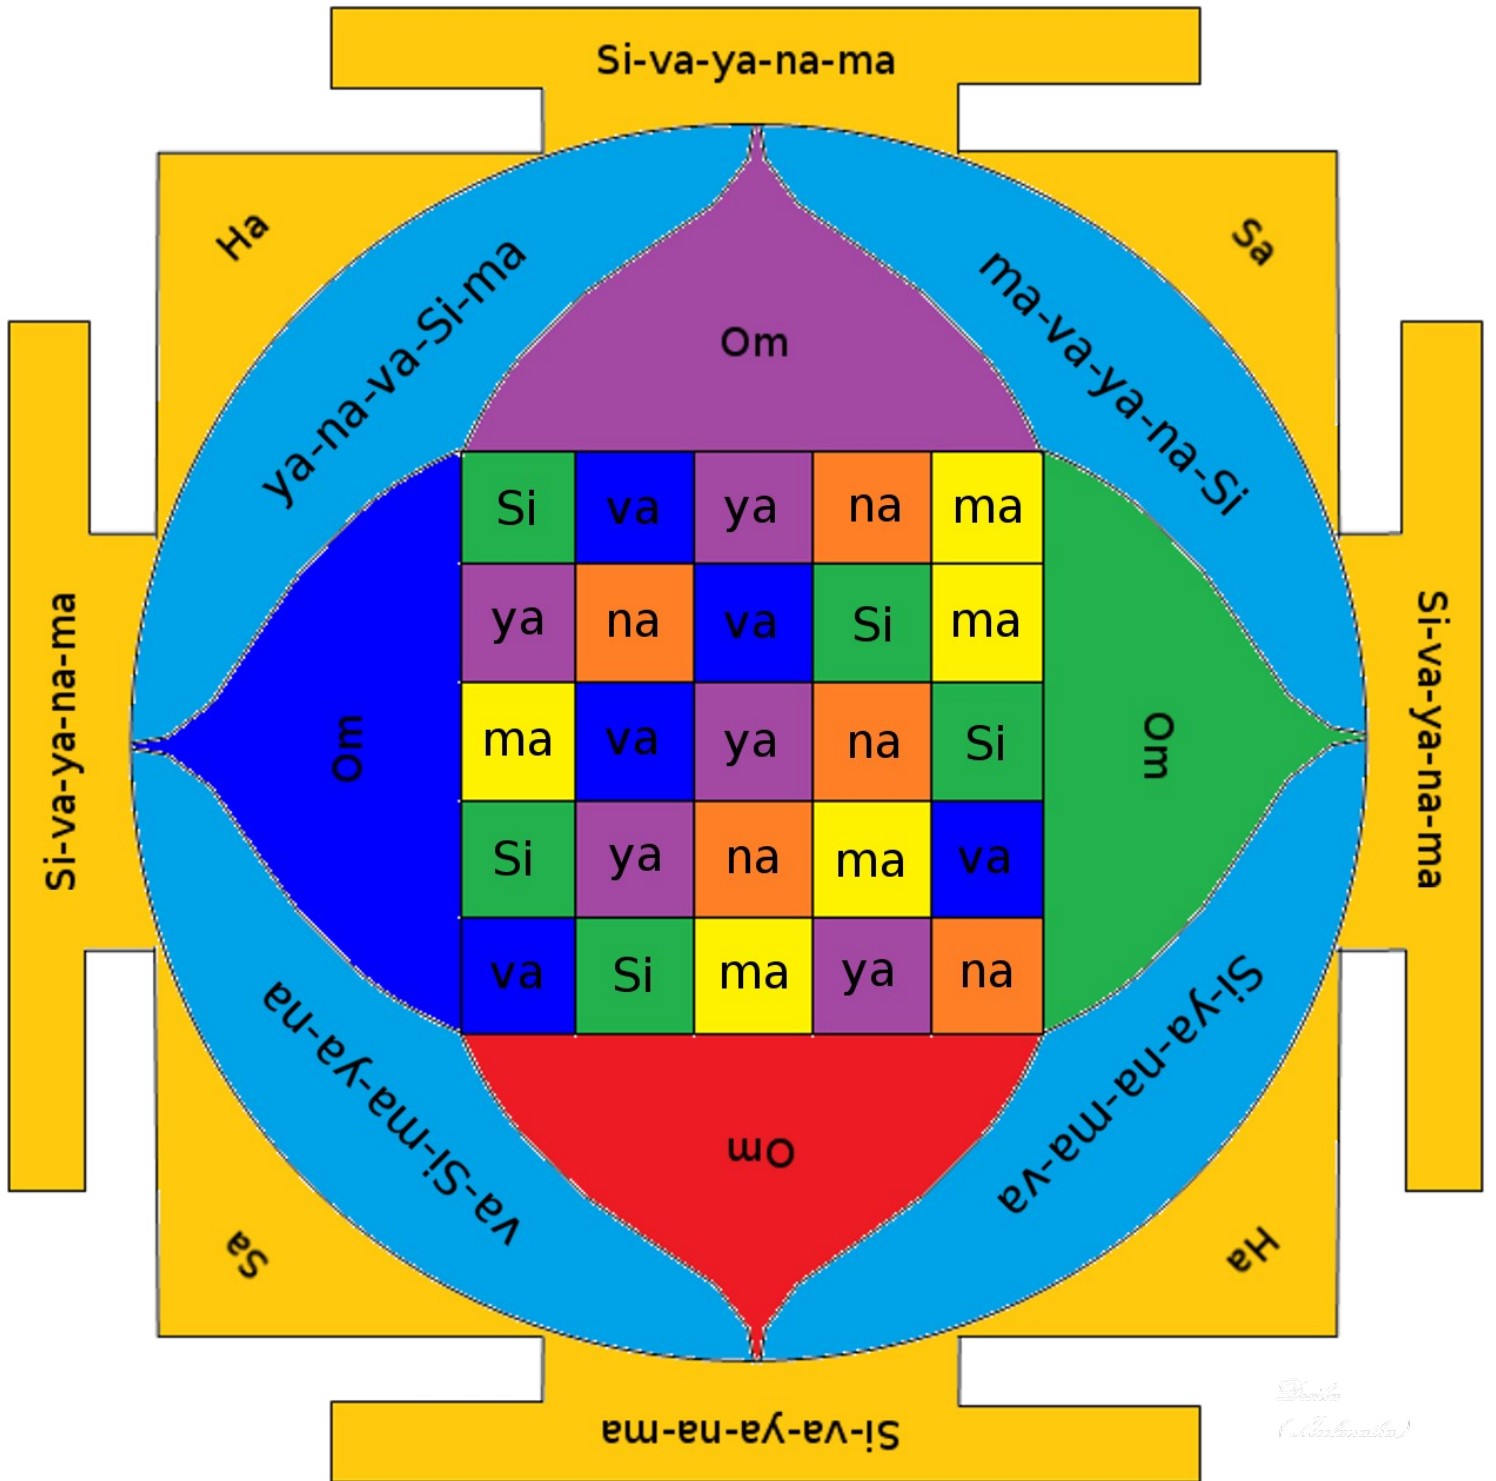 Si-va-ya-na-ma
Ha
Sa
ya-na-va-Si-ma
ma-va-ya-na-Si
Om
Si va ya na ma
ya na va Si ma
Si-va-ya-na-ma
Om
ma va ya na Si
Om
Si-va-ya-na-ma
Si ya na ma va
va Si ma ya na
va-Si-ma-ya-na
Si-ya-na-ma-va
Om
Sa
Ha
Si-va-ya-na-ma